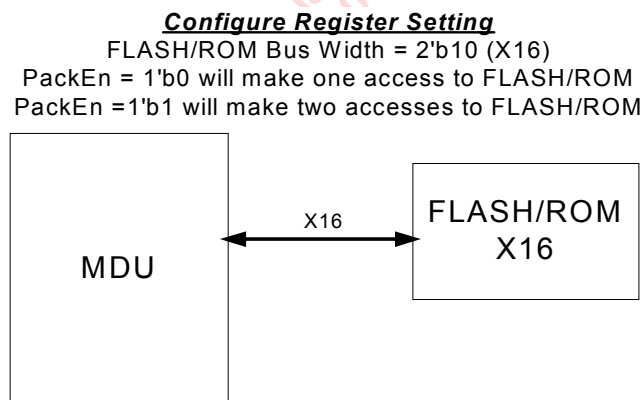 Configure Register Setting
FLASH/ROM Bus Width = 2'b10 (X16)
PackEn = 1'b0 will make one access to FLASH/ROM
PackEn =1'b1 will make two accesses to FLASH/ROM
X16
FLASH/ROM
X16
MDU